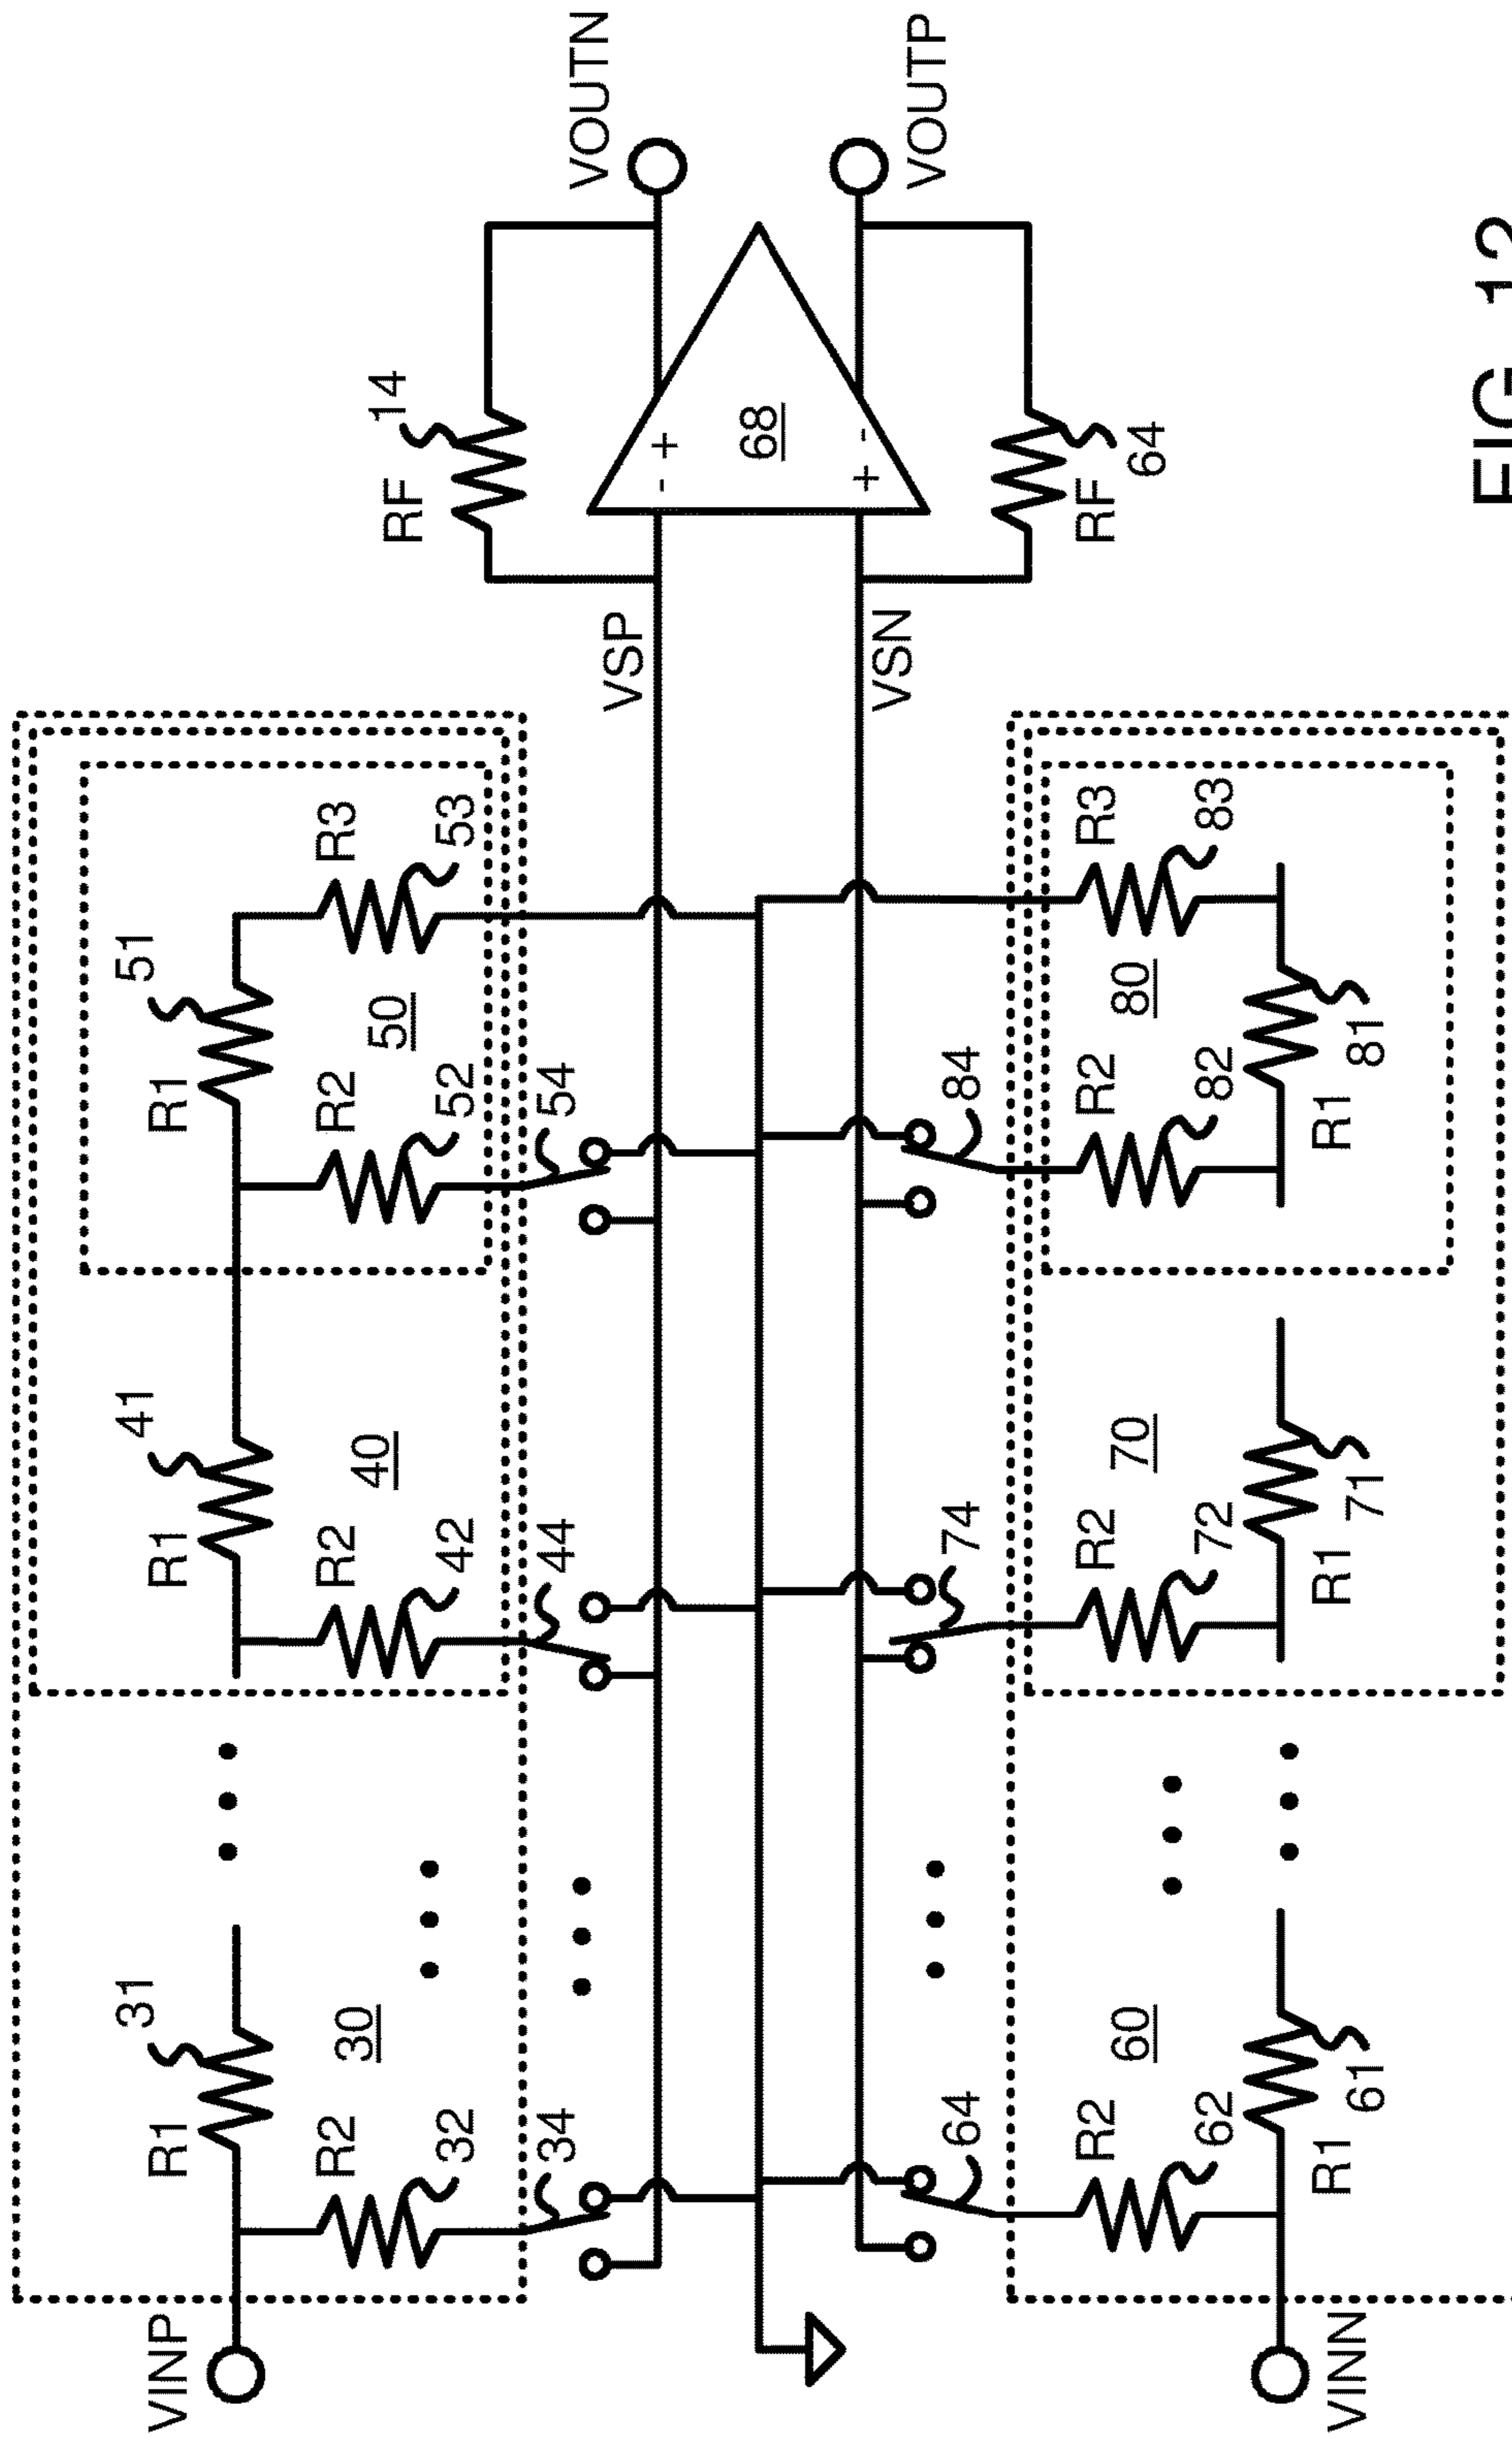 VINP
R1 31
R2
30
32
34
R1 41
R2
40
42
44
R1 51
R2
50
52
54
R3
53
VSP
RF 14
- +
68
+ -
VOUTN
VOUTP
VSN
RF
64
64
74
84
R2
60
62
R1
61
R2
70
72
R1
71
R2
80
82
R3
83
R1
81
VINN
FIG. 12